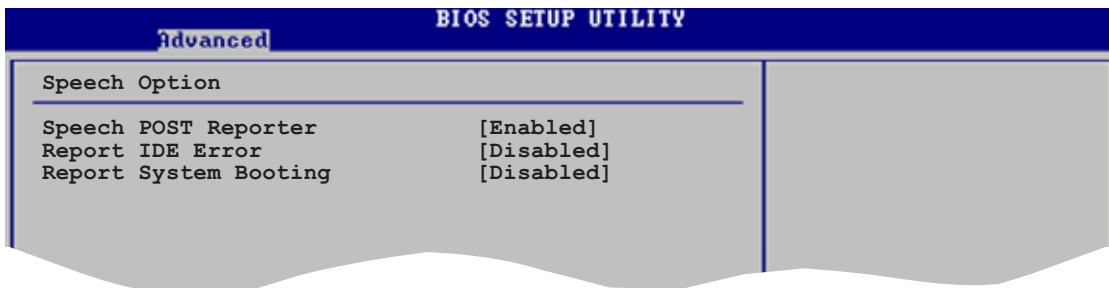 BIOS SETUP UTILITY
Advanced
Speech Option
Speech POST Reporter [Enabled]
Report IDE Error [Disabled]
Report System Booting [Disabled]